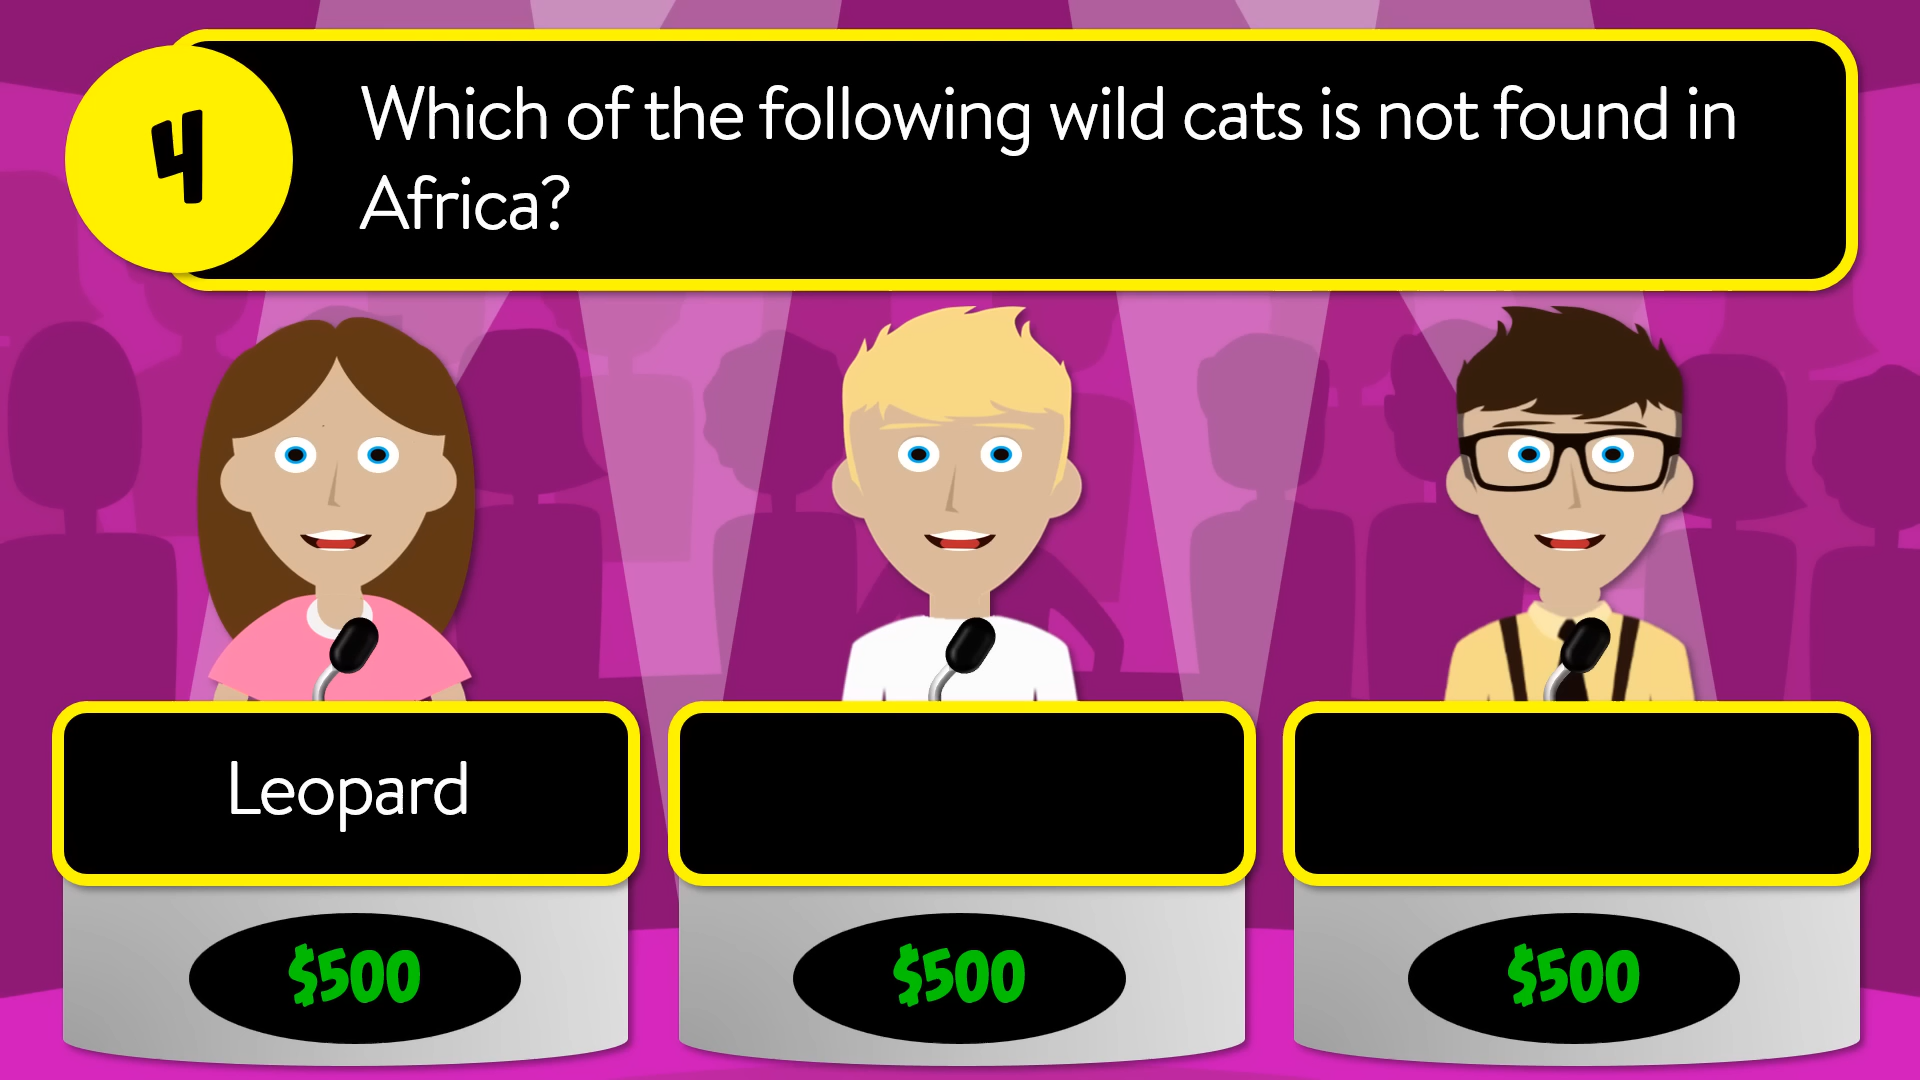 4
Which of the following wild cats is not found in
Africa?
Leopard
$500
$500
$500